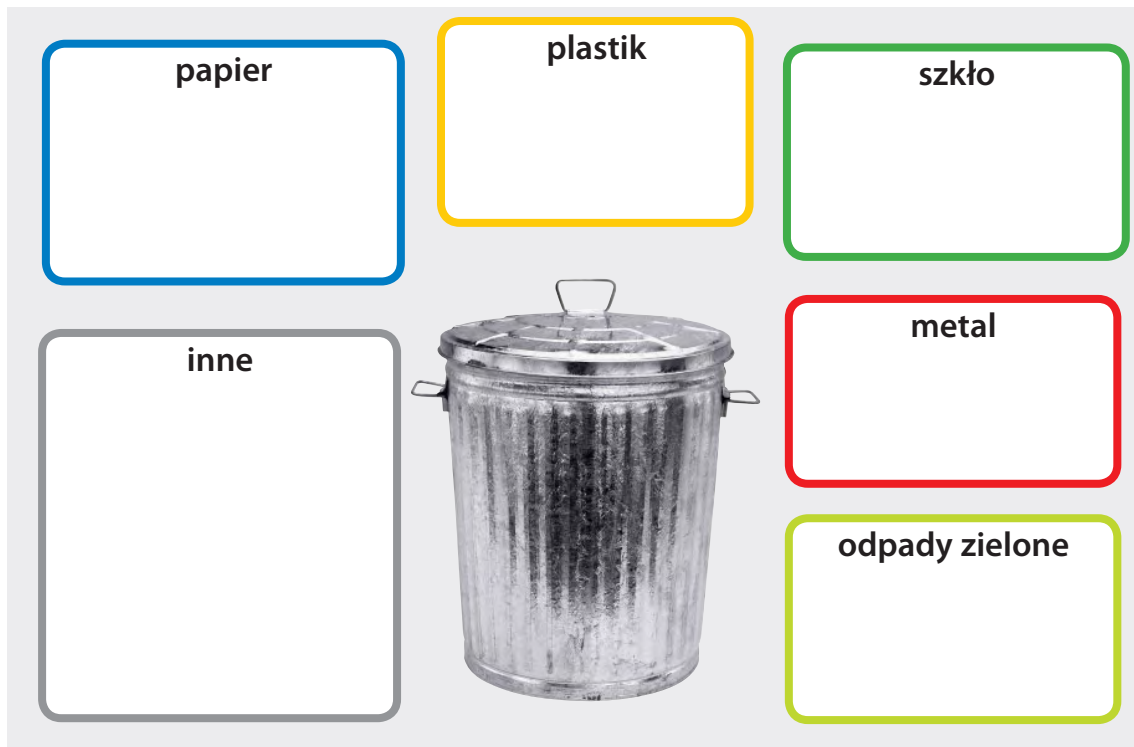 papier
plastik
szkło
inne
metal
odpady zielone